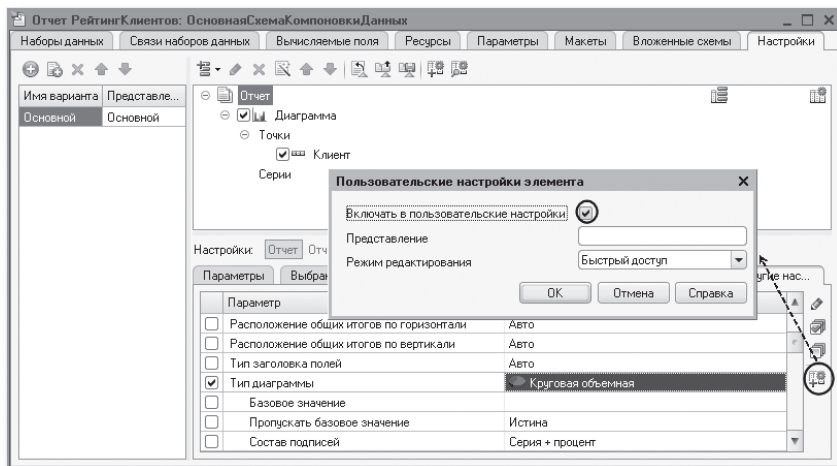 Отчет РейтингКлиентов: ОсновнаяСхемаКомпоновкиДанных
Наборы данных Связи наборов данных Вычисляемые поля Ресурсы Параметры Макеты Вложенные схемы Настройки
Имя варианта Представле...
Основной Основной
Отчет
Диаграмма
Точки
Клиент
Серии
Пользовательские настройки элемента
Включать в пользовательские настройки
Представление
Режим редактирования Быстрый доступ
ОК Отмена Справка
Настройки: Отчет
Параметры
Параметр
Расположение общих итогов по горизонтали Авто
Расположение общих итогов по вертикали Авто
Тип заголовка полей Авто
Тип диаграммы Круговая объемная
Базовое значение
Пропускать базовое значение Истина
Состав подписей Серия + процент